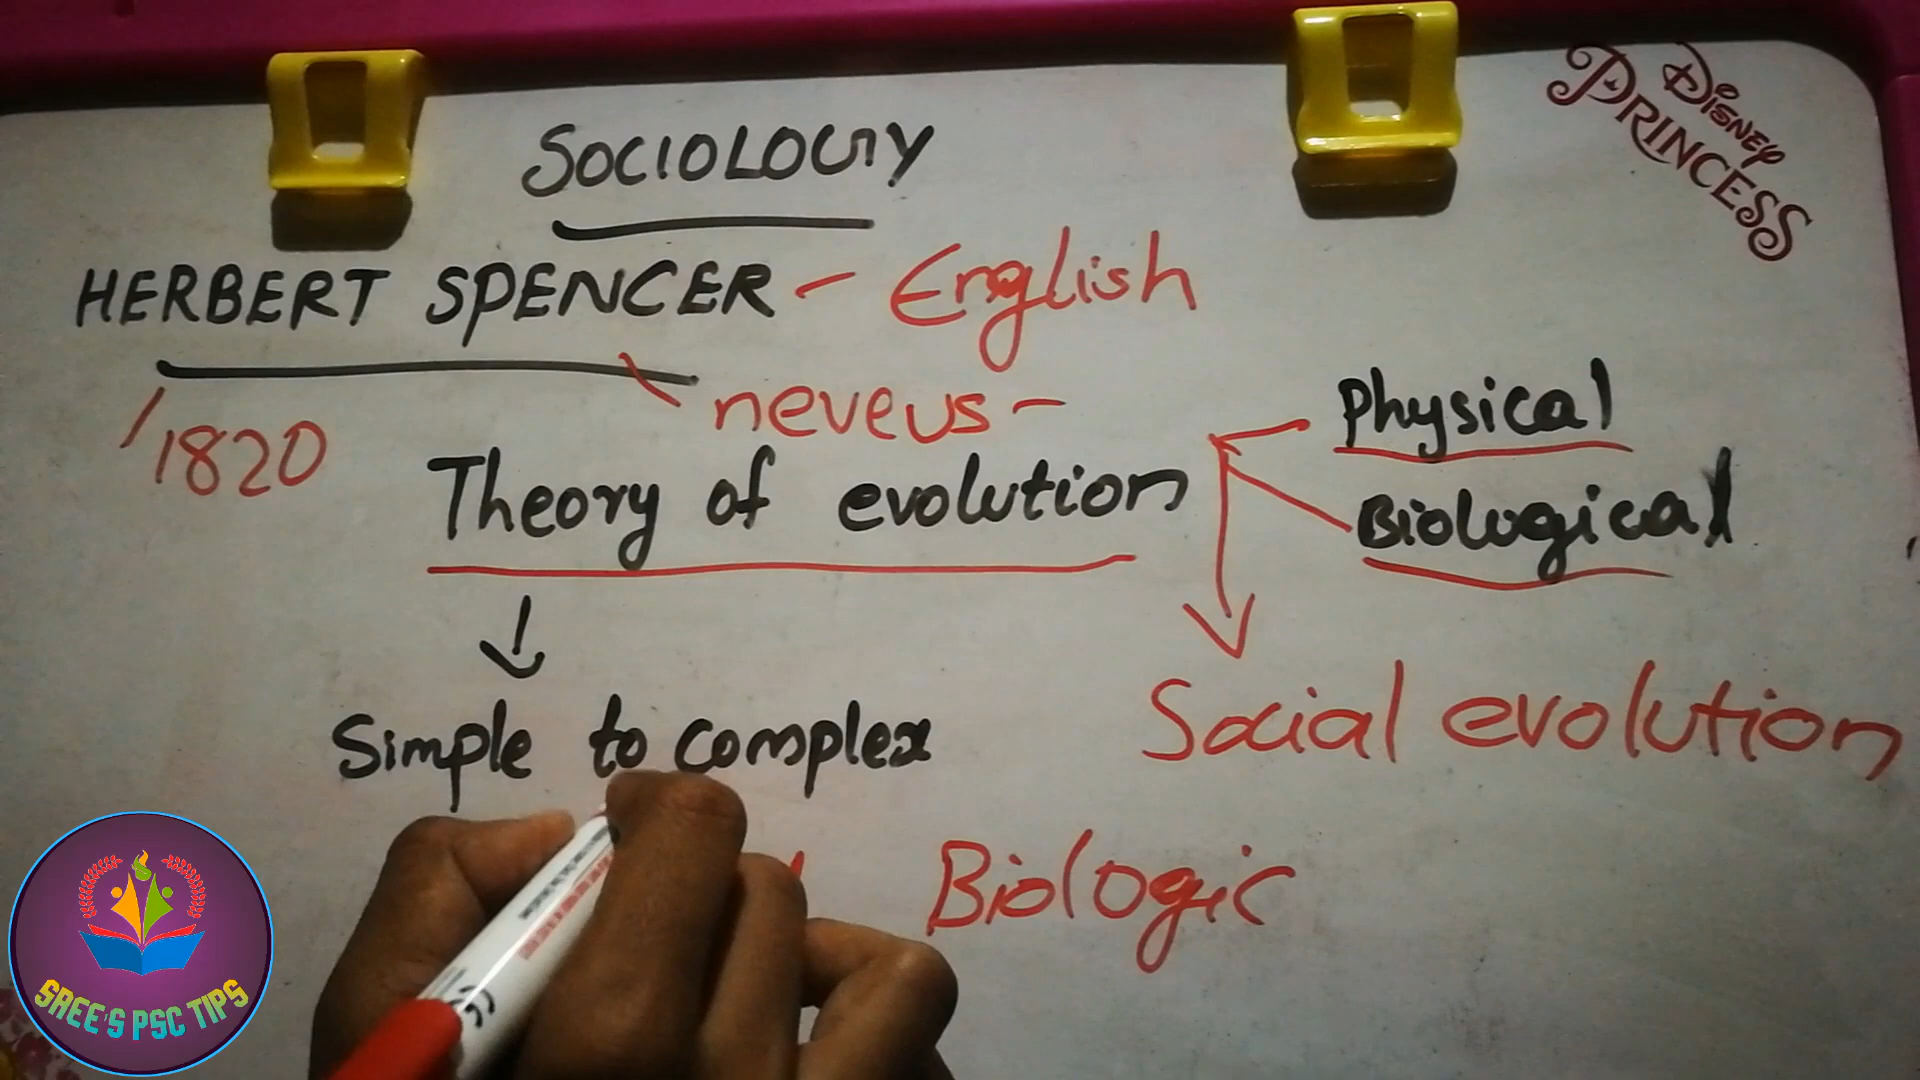 SOCIOLOGY
DISNEY
PRINCESS
HERBERT SPENCER - English
1820
neveus -
Theory of evolution
Physical
Biological
Simple to complex
Social evolution
Biologic
SREE'S PSC TIPS